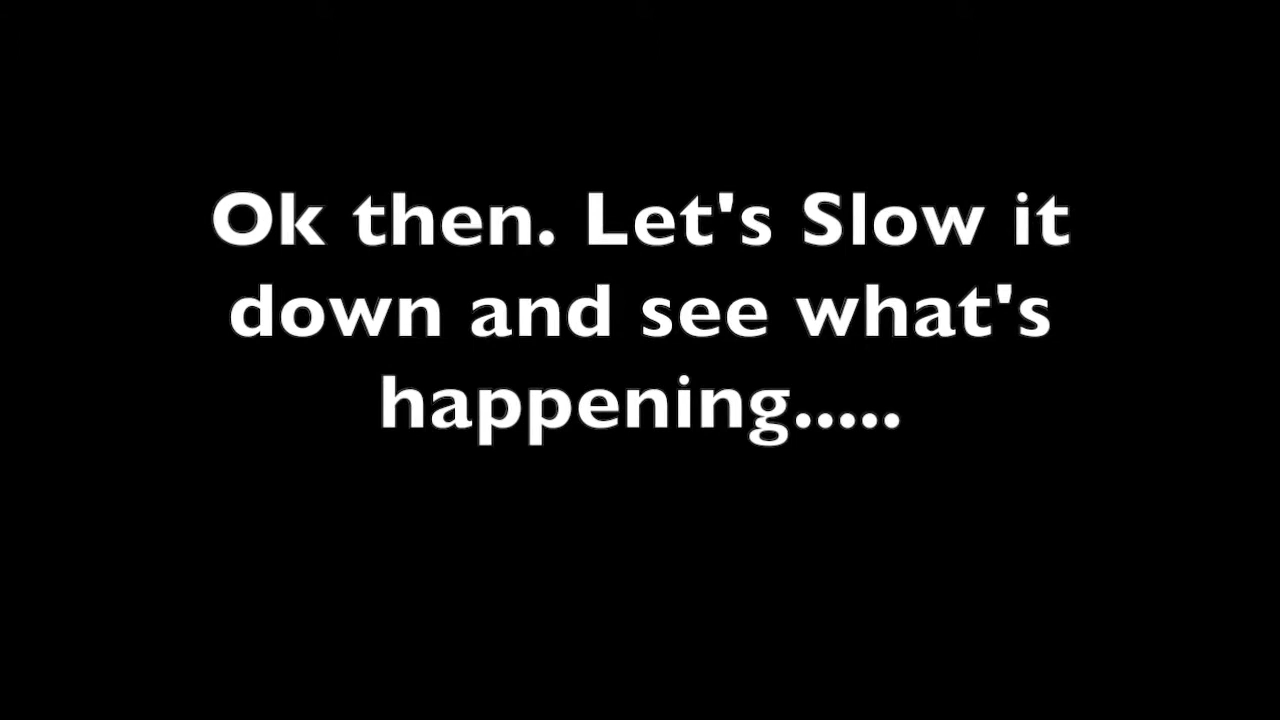 Ok then. Let's Slow it
down and see what's
happening.....